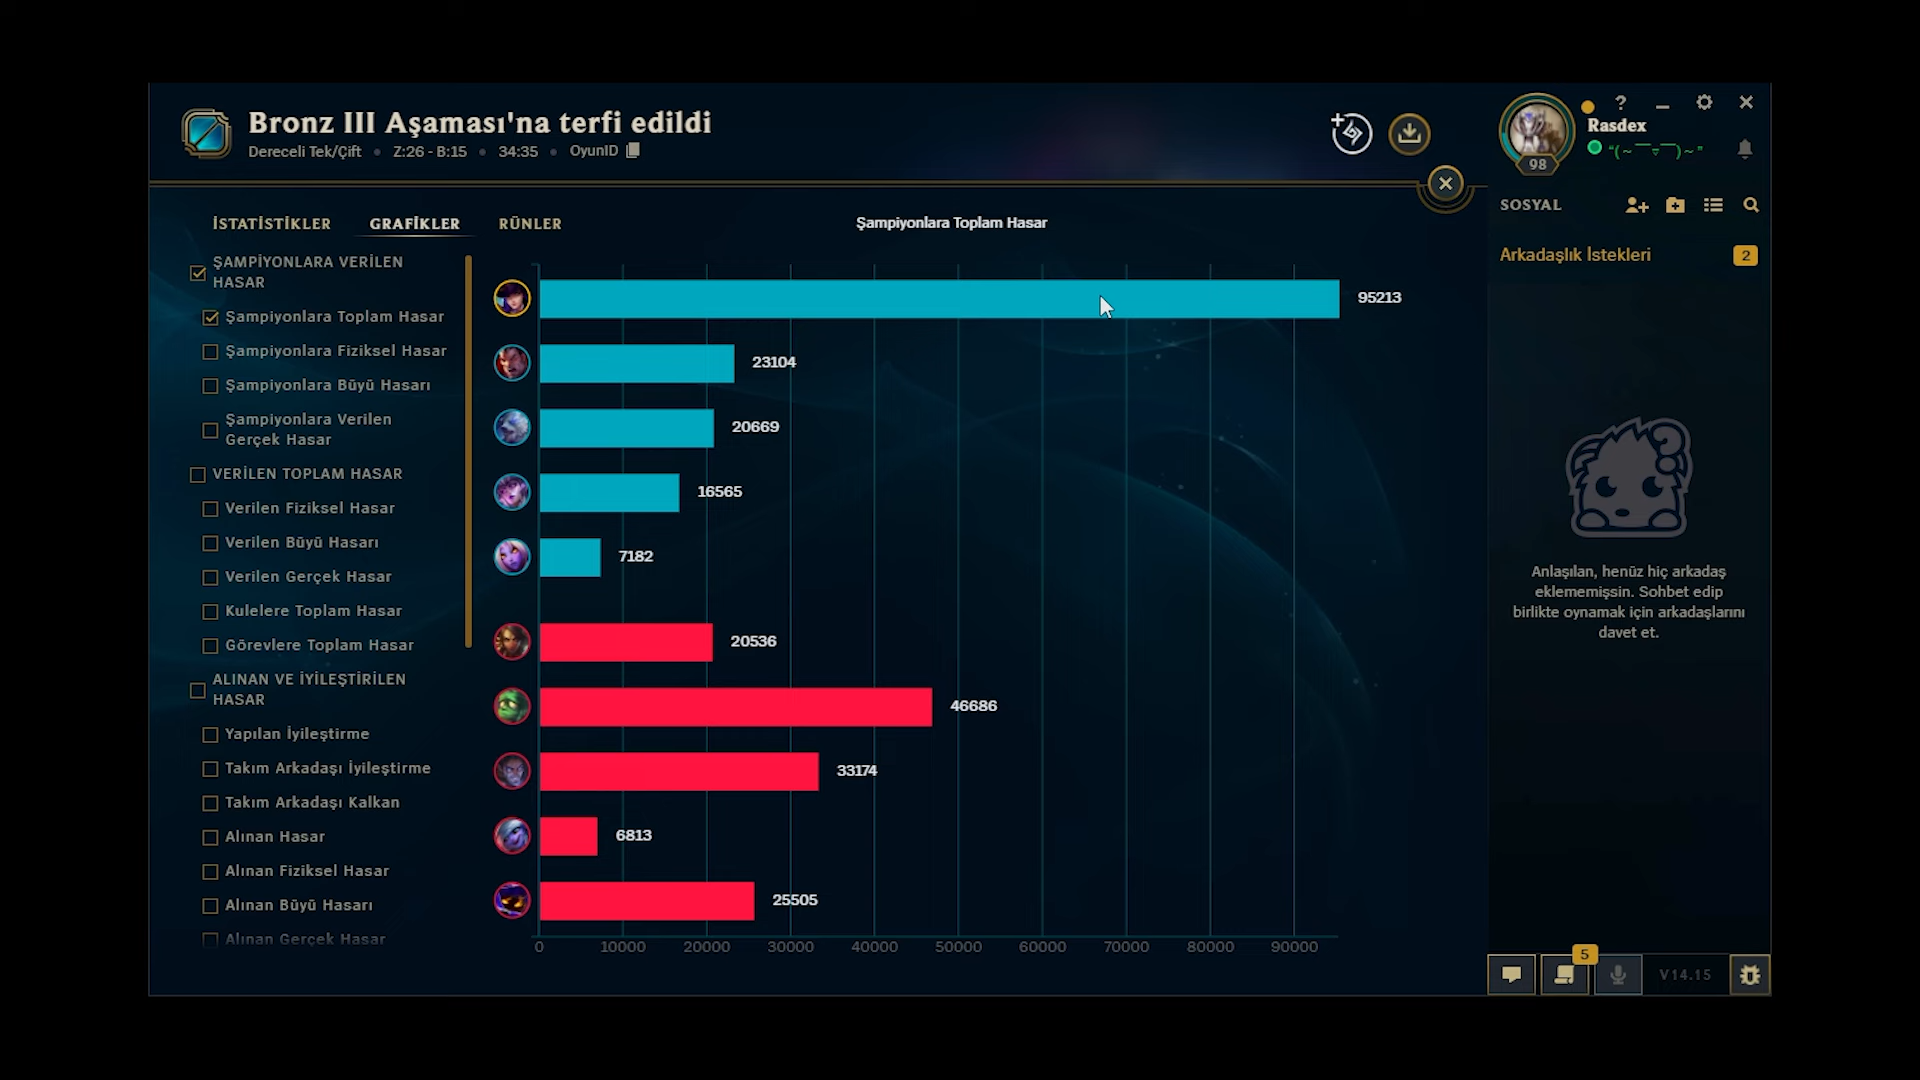 Bronz III Aşaması'na terfi edildi
Dereceli Tek/Çift • Z:26 - B:15 • 34:35 • OyunID
?
Rasdex
98
"(~￣▿￣)~"
SOSYAL
Arkadaşlık İstekleri
2
İSTATİSTİKLER
GRAFİKLER
RÜNLER
Şampiyonlara Toplam Hasar
ŞAMPİYONLARA VERİLEN
HASAR
Şampiyonlara Toplam Hasar
Şampiyonlara Fiziksel Hasar
Şampiyonlara Büyü Hasarı
Şampiyonlara Verilen
Gerçek Hasar
VERİLEN TOPLAM HASAR
Verilen Fiziksel Hasar
Verilen Büyü Hasarı
Verilen Gerçek Hasar
Kulelere Toplam Hasar
Görevlere Toplam Hasar
ALINAN VE İYİLEŞTİRİLEN
HASAR
Yapılan İyileştirme
Takım Arkadaşı İyileştirme
Takım Arkadaşı Kalkan
Alınan Hasar
Alınan Fiziksel Hasar
Alınan Büyü Hasarı
Alınan Gerçek Hasar
95213
23104
20669
16565
7182
20536
46686
33174
6813
25505
0 10000 20000 30000 40000 50000 60000 70000 80000 90000
Anlaşılan, henüz hiç arkadaş
eklememişsin. Sohbet edip
birlikte oynamak için arkadaşlarını
davet et.
5
V14.15